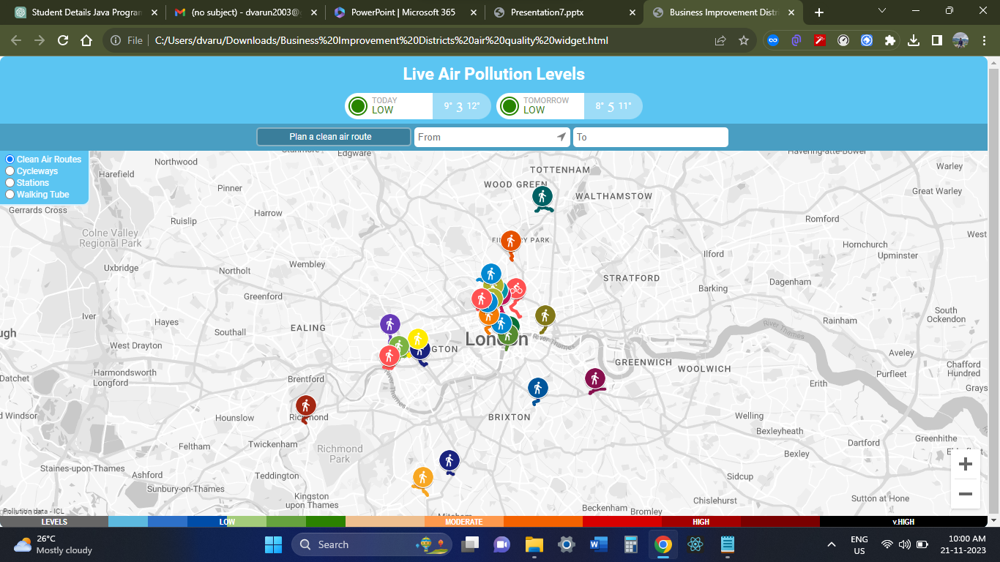 Student Details Java Program
(no subject) - dvarun2003@
PowerPoint | Microsoft 365
Presentation7.pptx
Business Improvement Distr
File
C:/Users/dvaru/Downloads/Business%20Improvement%20Districts%20air%20quality%20widget.html
Live Air Pollution Levels
TODAY
LOW
9° 3 12°
TOMORROW
LOW
8° 5 11°
Plan a clean air route
From
To
Clean Air Routes
Cycleways
Stations
Walking Tube
Stanmore
Edgware
Havering-atte-Bower
Northwood
TOTTENHAM
Warley
Harefield
WOOD GREEN
Pinner
WALTHAMSTOW
Great Warley
Gerrards Cross
Harrow
Ruislip
Romford
Colne Valley
Regional Park
West
Hornchurch
Upminster
Ilford
Wembley
Uxbridge
Northolt
STRATFORD
Dagenham
Barking
Greenford
Iver
Hayes
EALING
Southall
South
Ockendon
Rainham
River Thames
West Drayton
London
River Thames
Aveley
Harmondsworth
Longford
GREENWICH
WOOLWICH
Chafford
Hundred
Purfleet
Datchet
Brentford
River Thames
Erith
Grays
Richmond
BRIXTON
Hounslow
Welling
Bexleyheath
Greenhithe
Twickenham
Feltham
Richmond
Park
Dartford
Bexley
Staines-upon-Thames
Ashford
Teddington
Sidcup
Sunbury-on-Thames
Kingston
upon Thames
Chislehurst
Sutton at Hone
Beckenham
Bromley
Mitcham
Pollution data - ICL
LEVELS
LOW
MODERATE
HIGH
v.HIGH
26°C
Mostly cloudy
Search
ENG
US
10:00 AM
21-11-2023